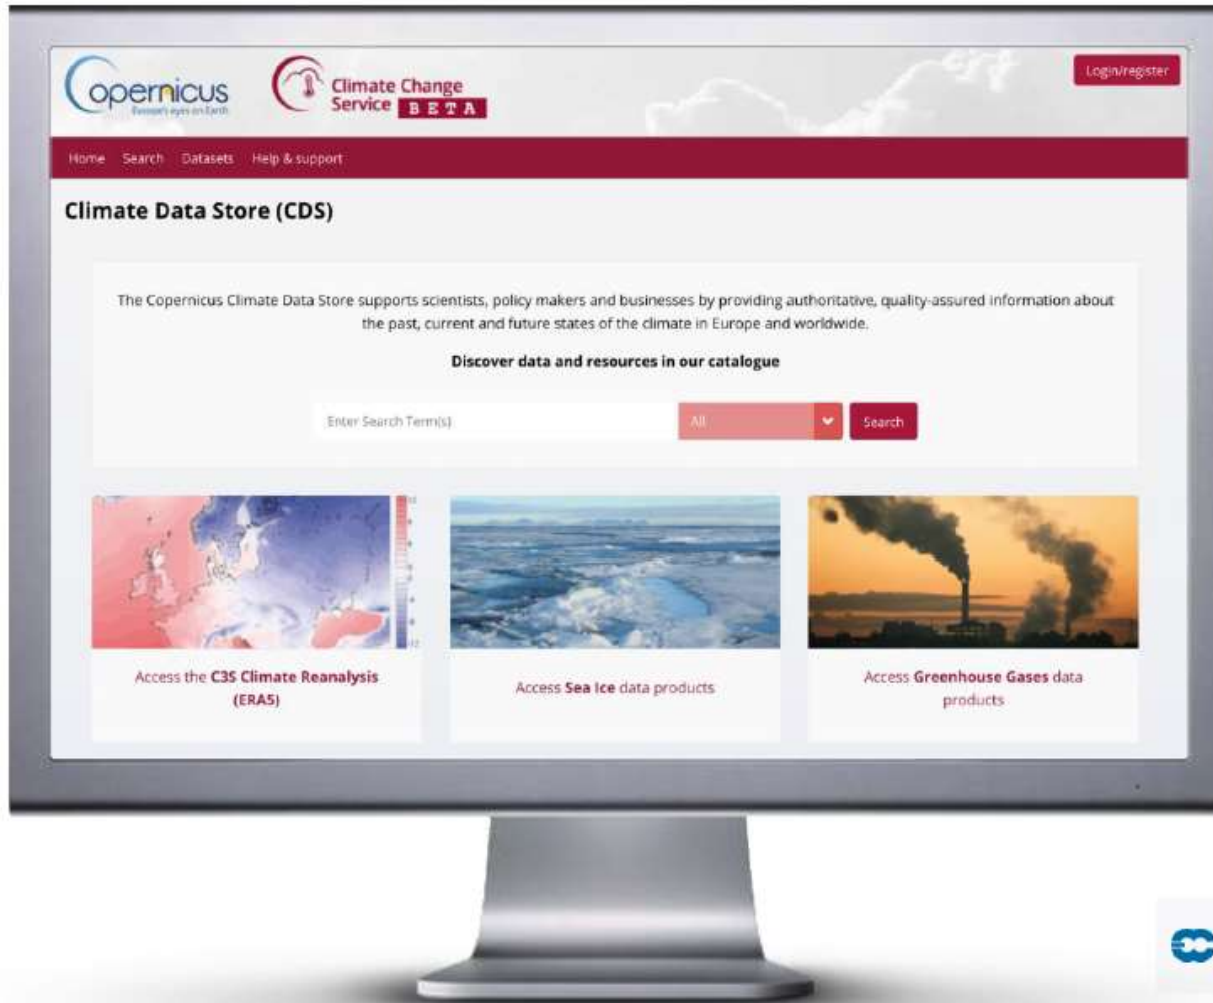 Copernicus
Europe's eyes on Earth
Climate Change
Service BETA
Login/register
Home Search Datasets Help & support
Climate Data Store (CDS)
The Copernicus Climate Data Store supports scientists, policy makers and businesses by providing authoritative, quality-assured information about
the past, current and future states of the climate in Europe and worldwide.
Discover data and resources in our catalogue
Enter Search Term(s) All Search
Access the C3S Climate Reanalysis
(ERA5)
Access Sea Ice data products
Access Greenhouse Gases data
products